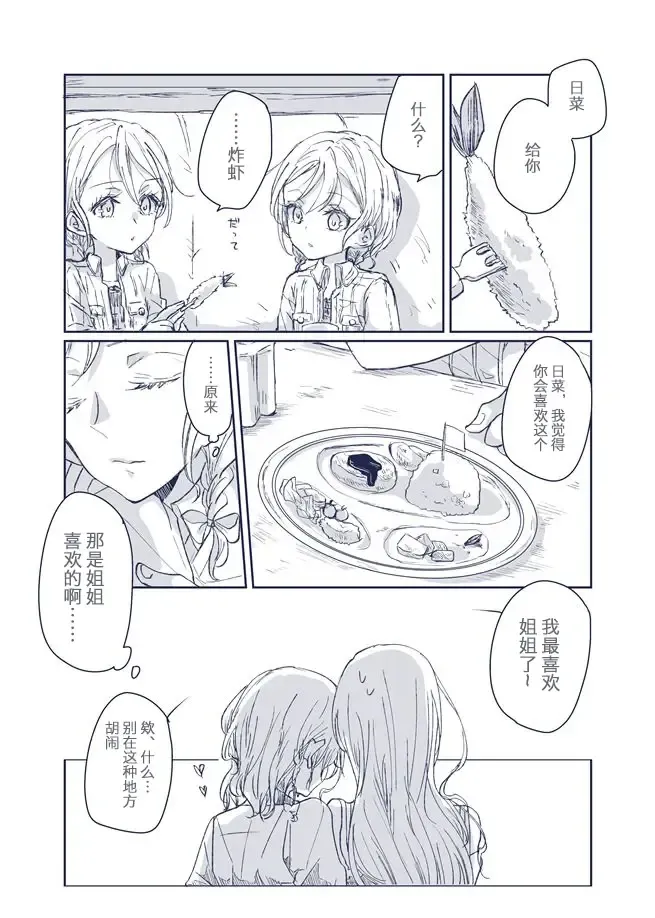 日菜
给你
什么？
……炸虾
だって
日菜，我觉得
你会喜欢这个
……原来
那是姐姐
喜欢的啊……
我最喜欢
姐姐了~
欸、什么…
别在这种地方
胡闹